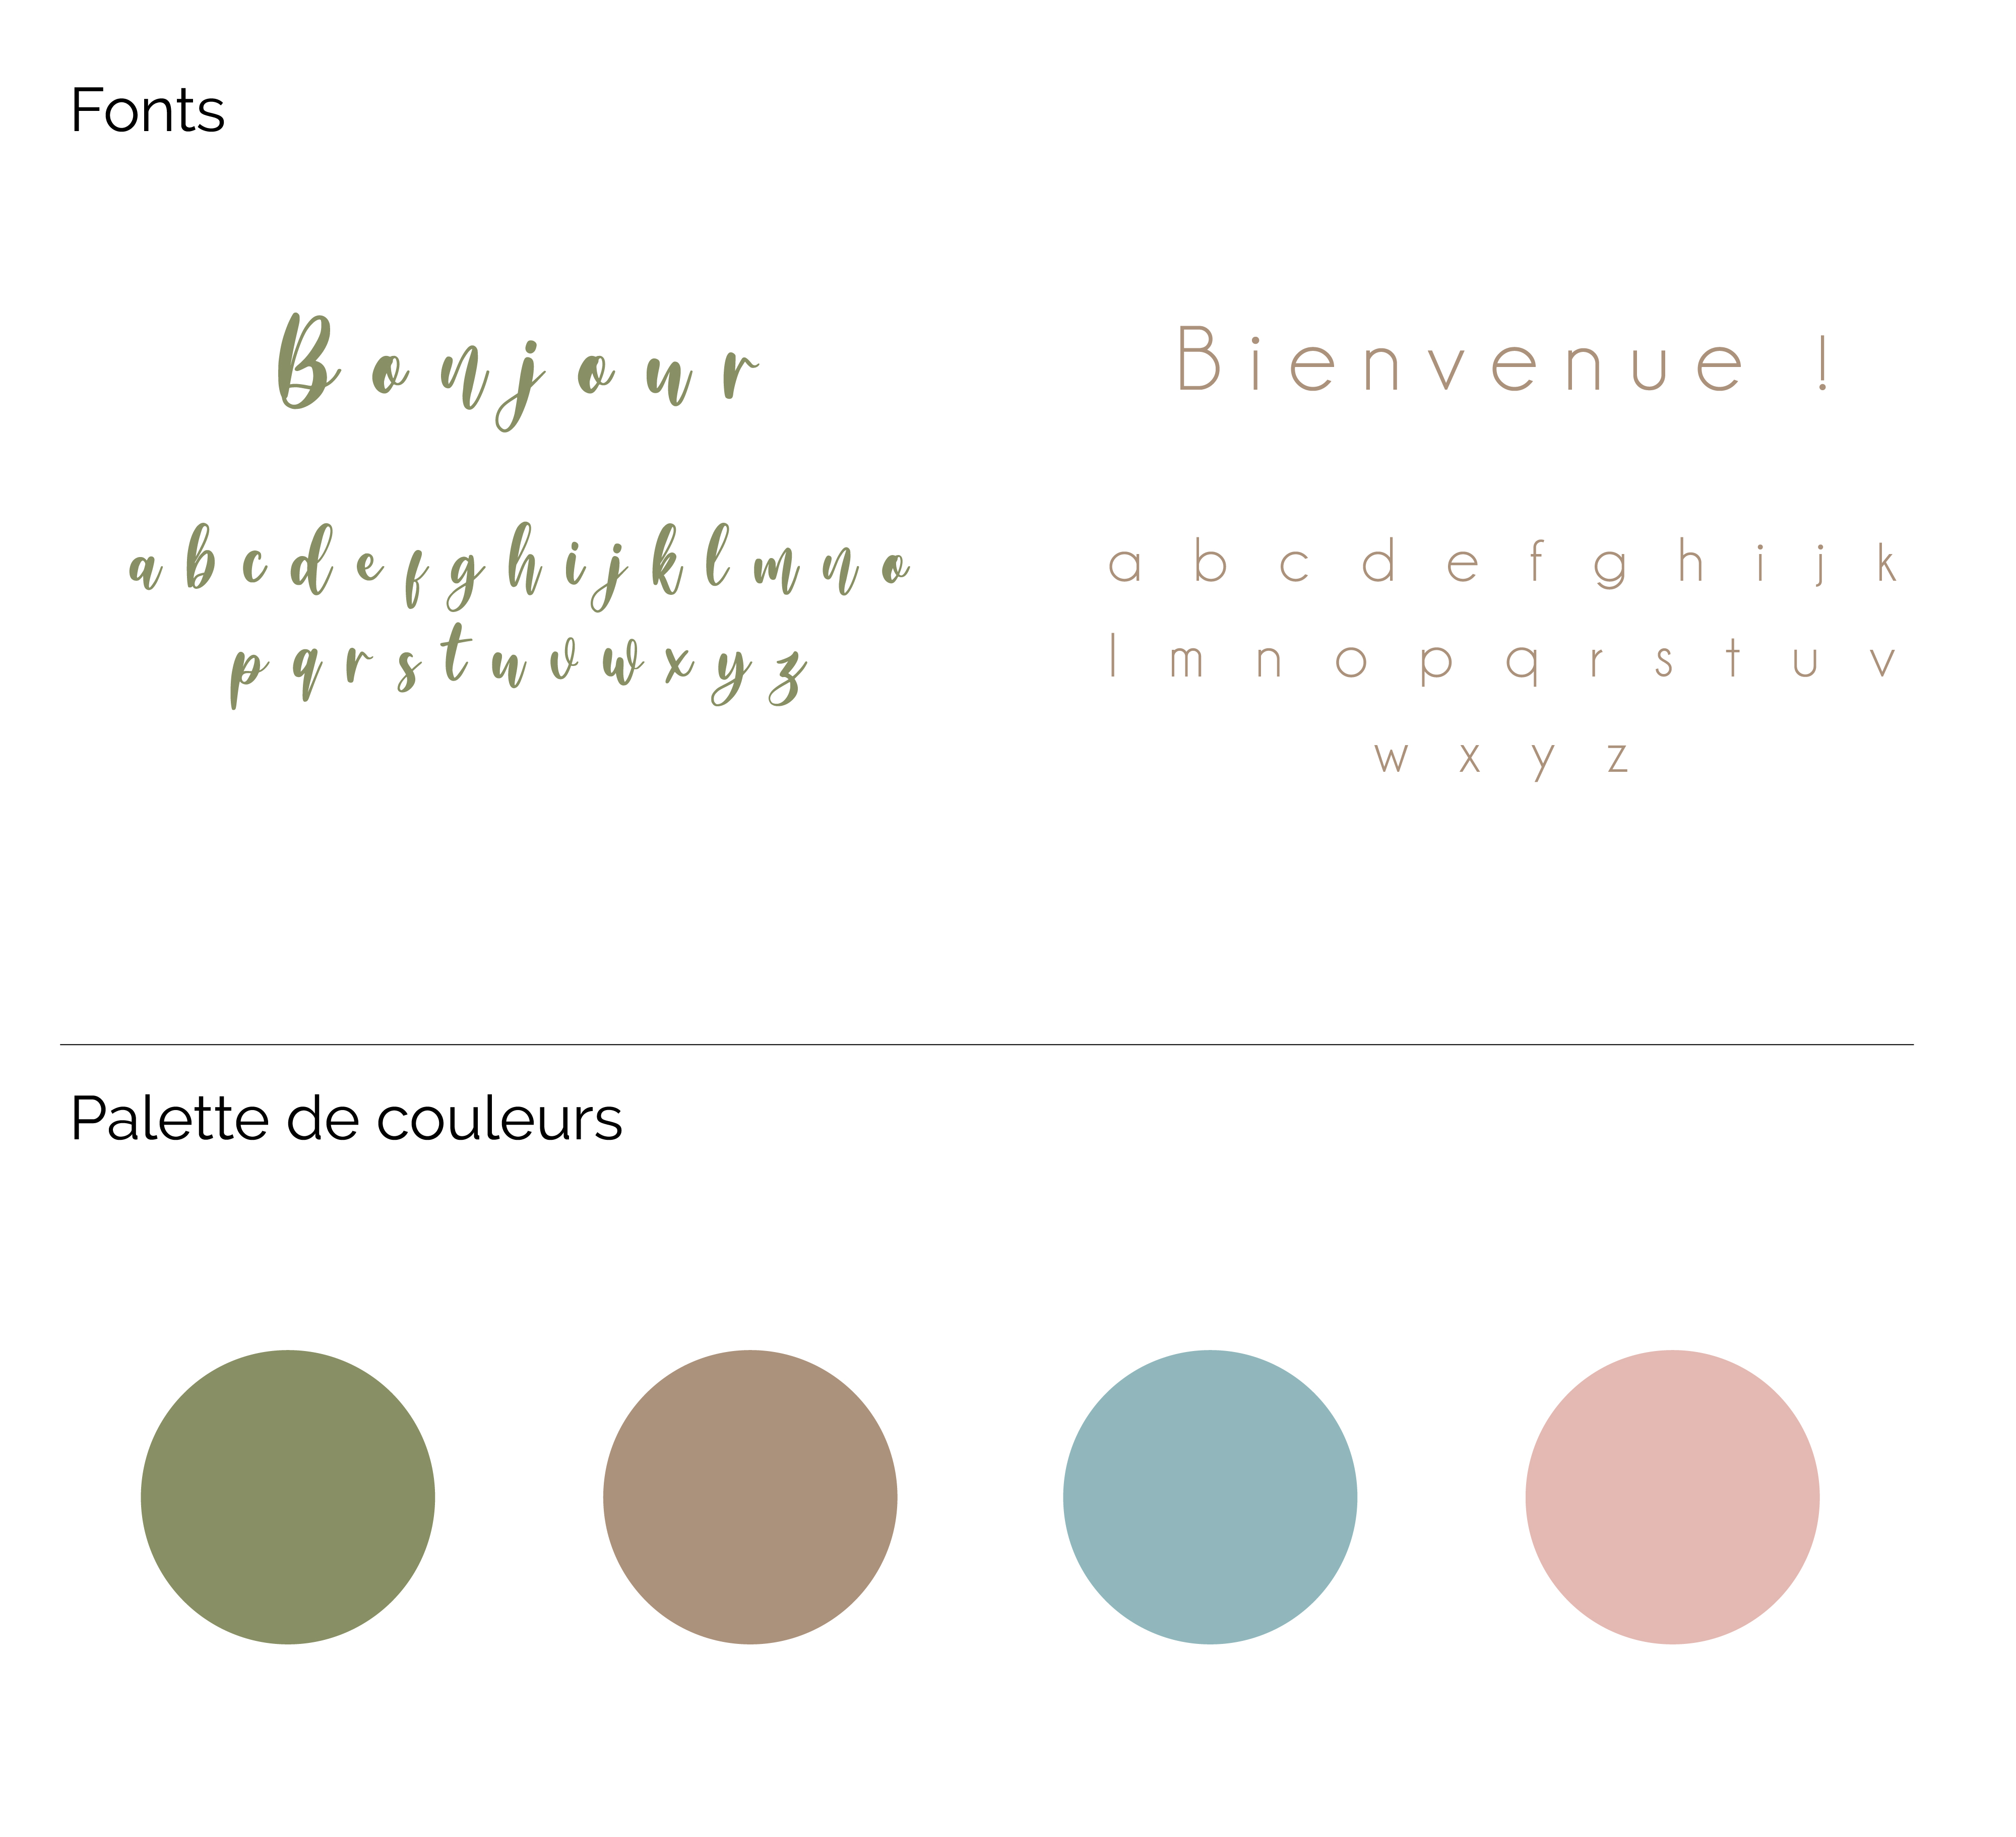 Fonts
Bonjour
Bienvenue !
a b c d e f g h i j k l m n o
p q r s t u v w x y z
a b c d e f g h i j k
l m n o p q r s t u v
w x y z
Palette de couleurs